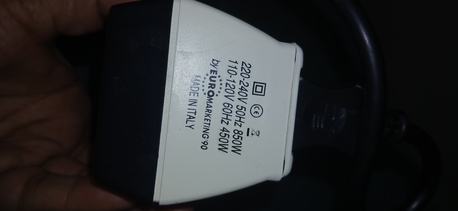 220-240V 50Hz 850W
110-120V 60Hz 450W
by EUROMARKETING'90
MADE IN ITALY